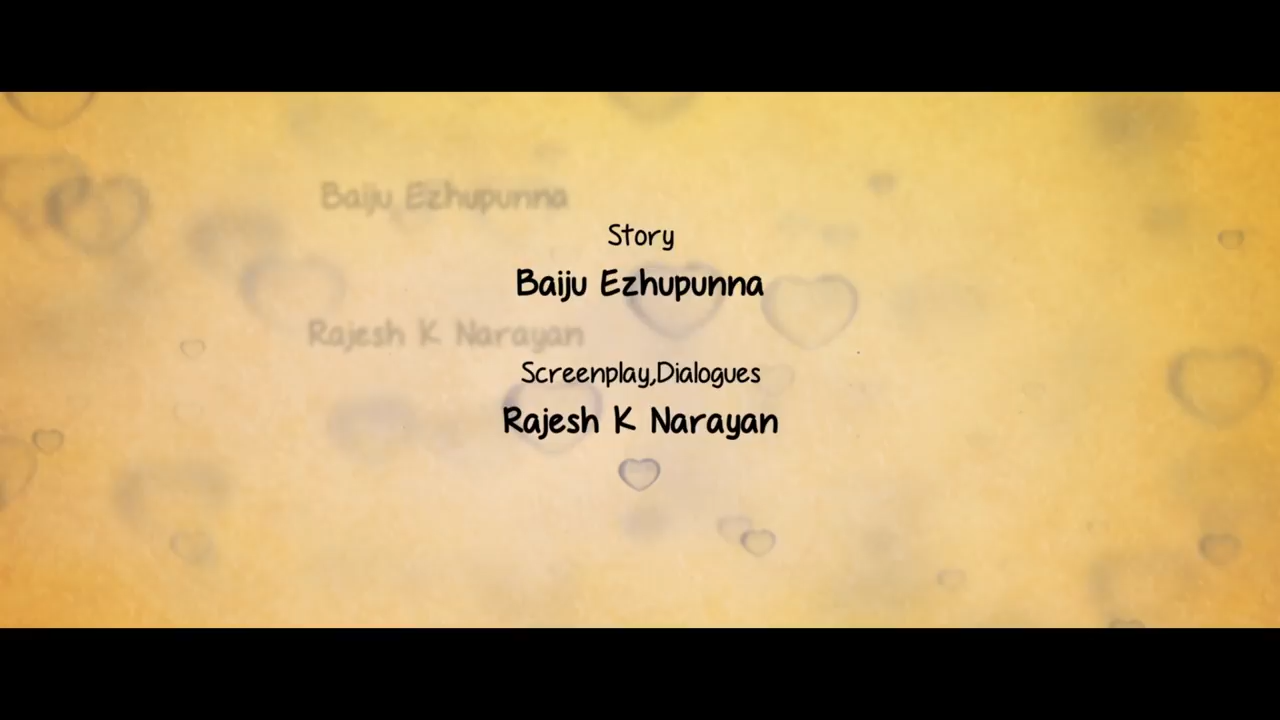 Baiju Ezhupunna
Story
Baiju Ezhupunna
Rajesh K Narayan
Screenplay,Dialogues
Rajesh K Narayan